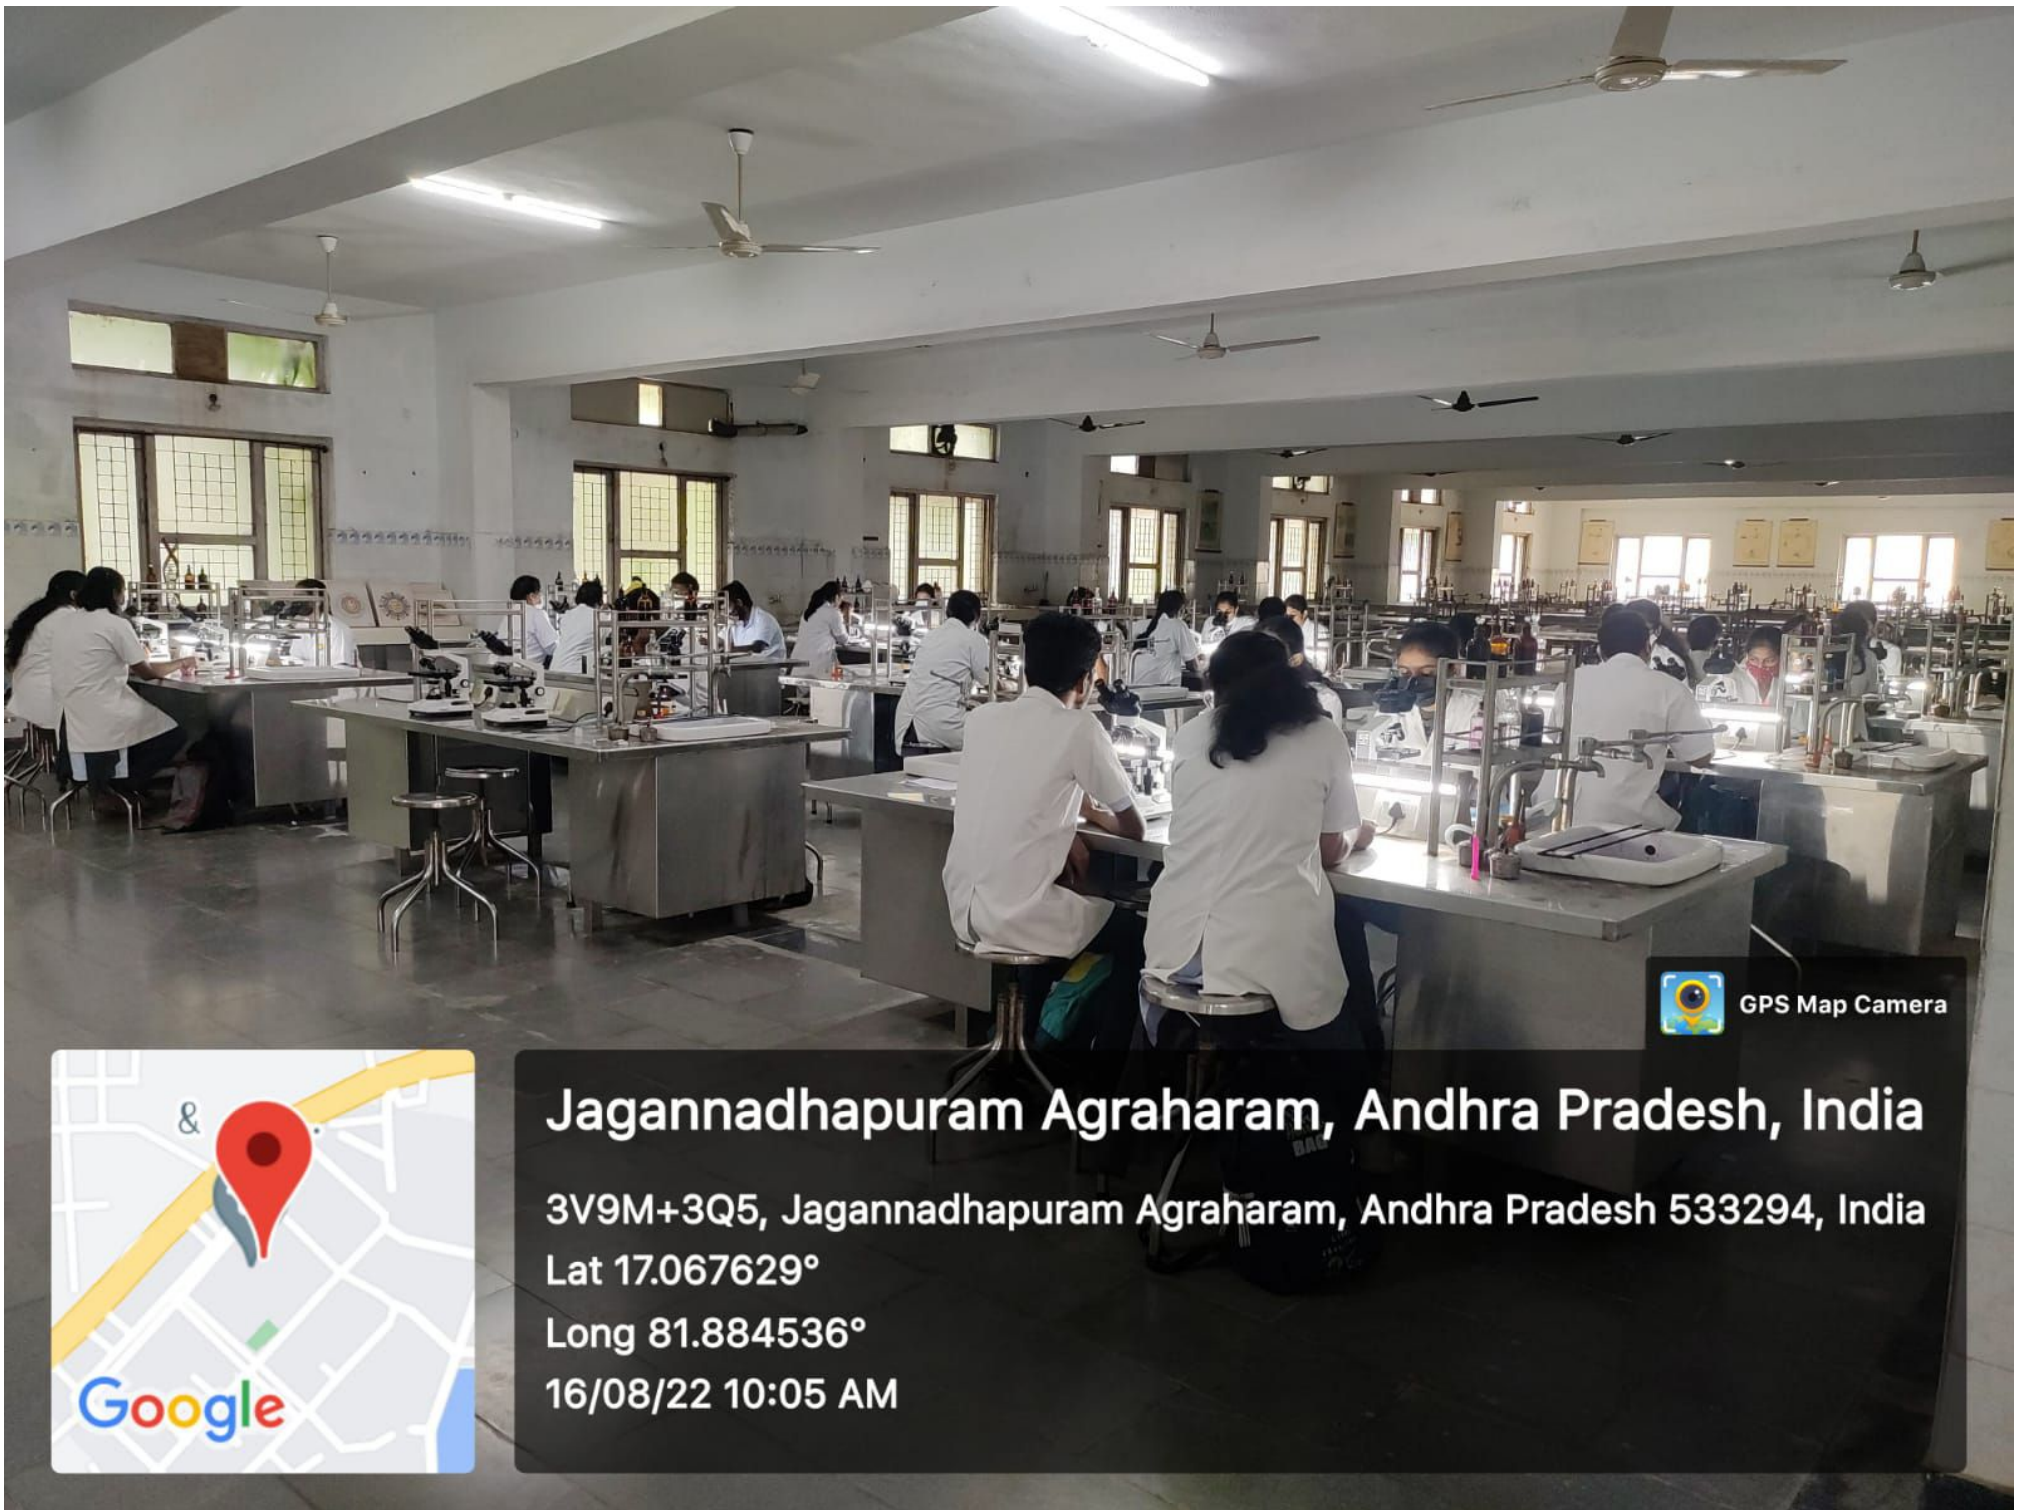 GPS Map Camera
Jagannadhapuram Agraharam, Andhra Pradesh, India
3V9M+3Q5, Jagannadhapuram Agraharam, Andhra Pradesh 533294, India
Lat 17.067629°
Long 81.884536°
16/08/22 10:05 AM
&
Google
BAG